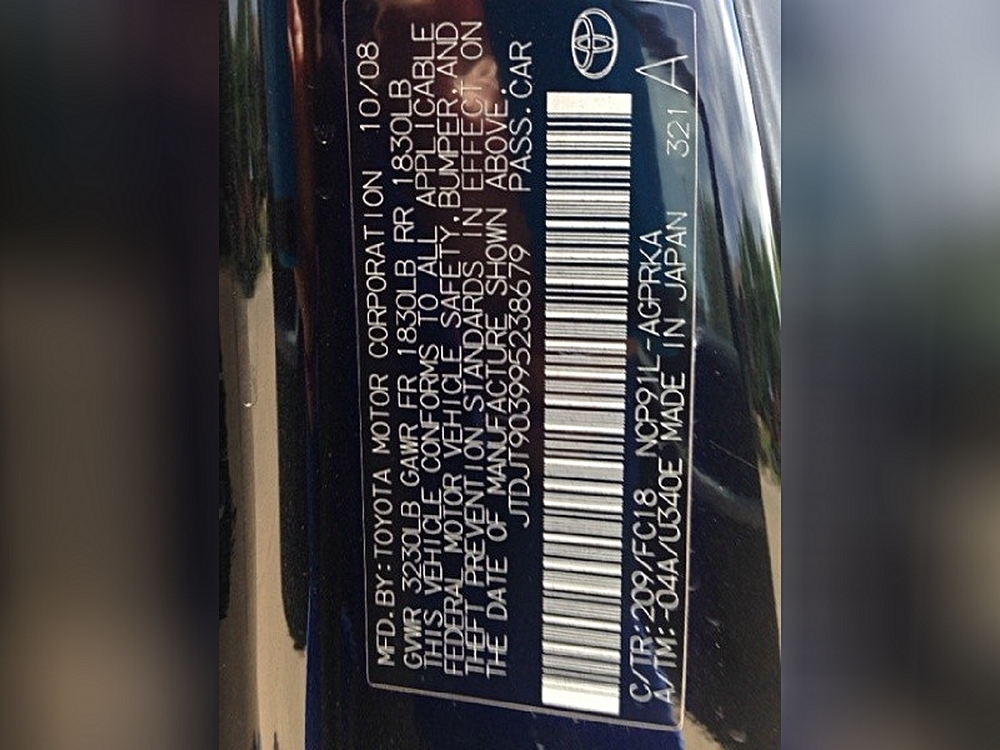 MFD.BY:TOYOTA MOTOR CORPORATION 10/08
GVWR 3230LB GAWR FR 1830LB RR 1830LB
THIS VEHICLE CONFORMS TO ALL APPLICABLE
FEDERAL MOTOR VEHICLE SAFETY,BUMPER,AND
THEFT PREVENTION STANDARDS IN EFFECT ON
THE DATE OF MANUFACTURE SHOWN ABOVE.
JTDJT903995238679 PASS.CAR
C/TR:209/FC18 NCP91L-AGPRKA
A/TM:-04A/U340E MADE IN JAPAN 321 A